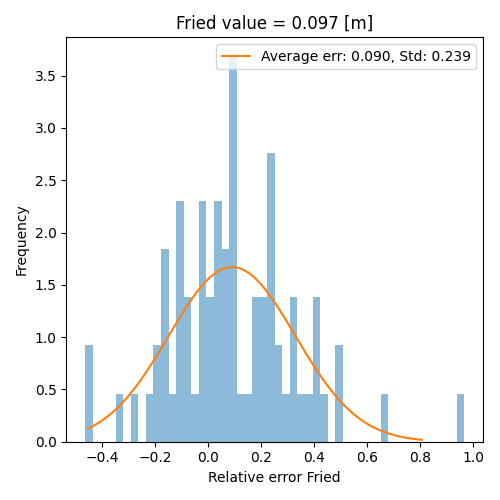 Fried value = 0.097 [m]
Average err: 0.090, Std: 0.239
3.5
3.0
2.5
2.0
1.5
1.0
0.5
0.0
Frequency
−0.4 −0.2 0.0 0.2 0.4 0.6 0.8 1.0
Relative error Fried